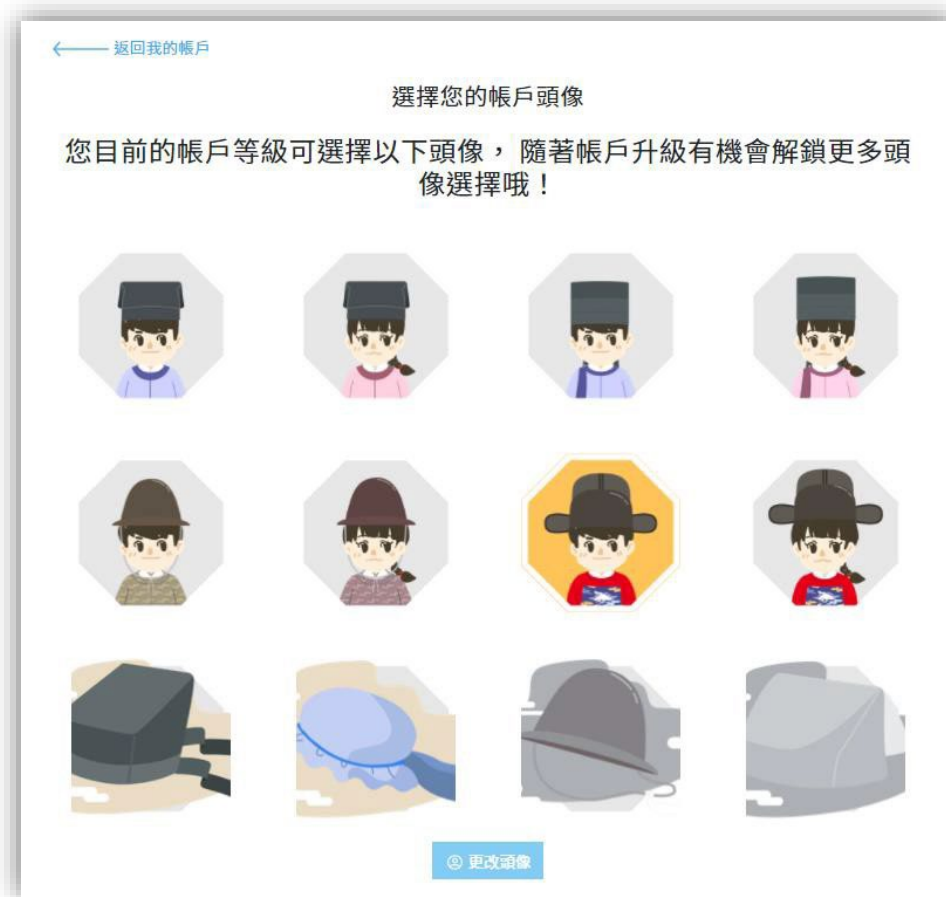 返回我的帳戶
選擇您的帳戶頭像
您目前的帳戶等級可選擇以下頭像， 隨著帳戶升級有機會解鎖更多頭
像選擇哦！
更改頭像